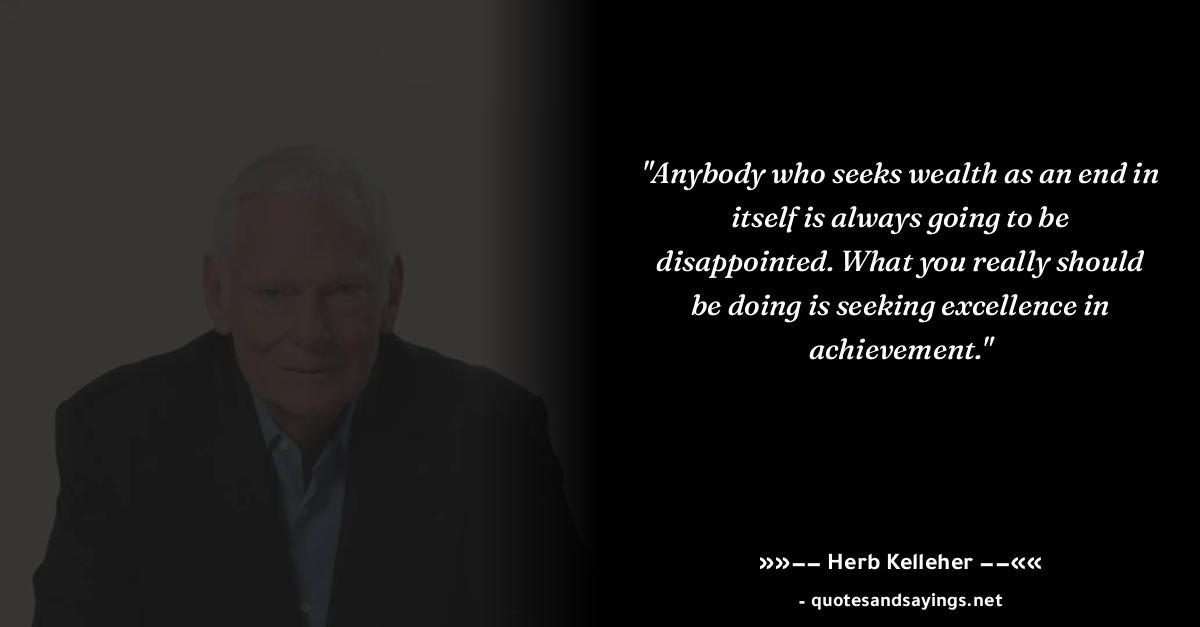 "Anybody who seeks wealth as an end in
itself is always going to be
disappointed. What you really should
be doing is seeking excellence in
achievement."
»»−− Herb Kelleher −−««
- quotesandsayings.net